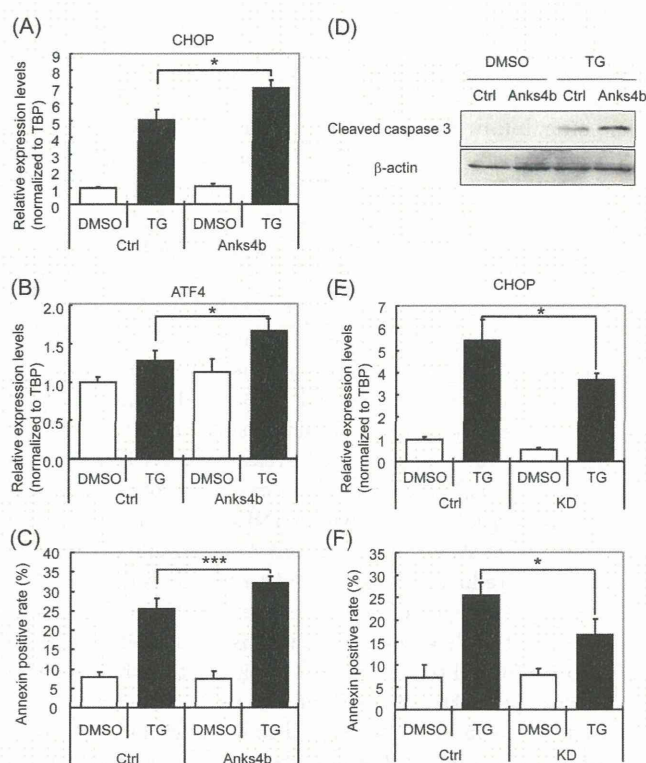 (A)
CHOP
Relative expression levels
(normalized to TBP)
9
8
7
6
5
4
3
2
1
0
*
DMSO TG DMSO TG
Ctrl Anks4b
(B)
ATF4
Relative expression levels
(normalized to TBP)
2.0
1.5
1.0
0.5
0.0
*
DMSO TG DMSO TG
Ctrl Anks4b
(C)
Annexin positive rate (%)
40
35
30
25
20
15
10
5
0
***
DMSO TG DMSO TG
Ctrl Anks4b
(D)
DMSO TG
Ctrl Anks4b Ctrl Anks4b
Cleaved caspase 3
β-actin
(E)
CHOP
Relative expression levels
(normalized to TBP)
7
6
5
4
3
2
1
0
*
DMSO TG DMSO TG
Ctrl KD
(F)
Annexin positive rate (%)
35
30
25
20
15
10
5
0
*
DMSO TG DMSO TG
Ctrl KD